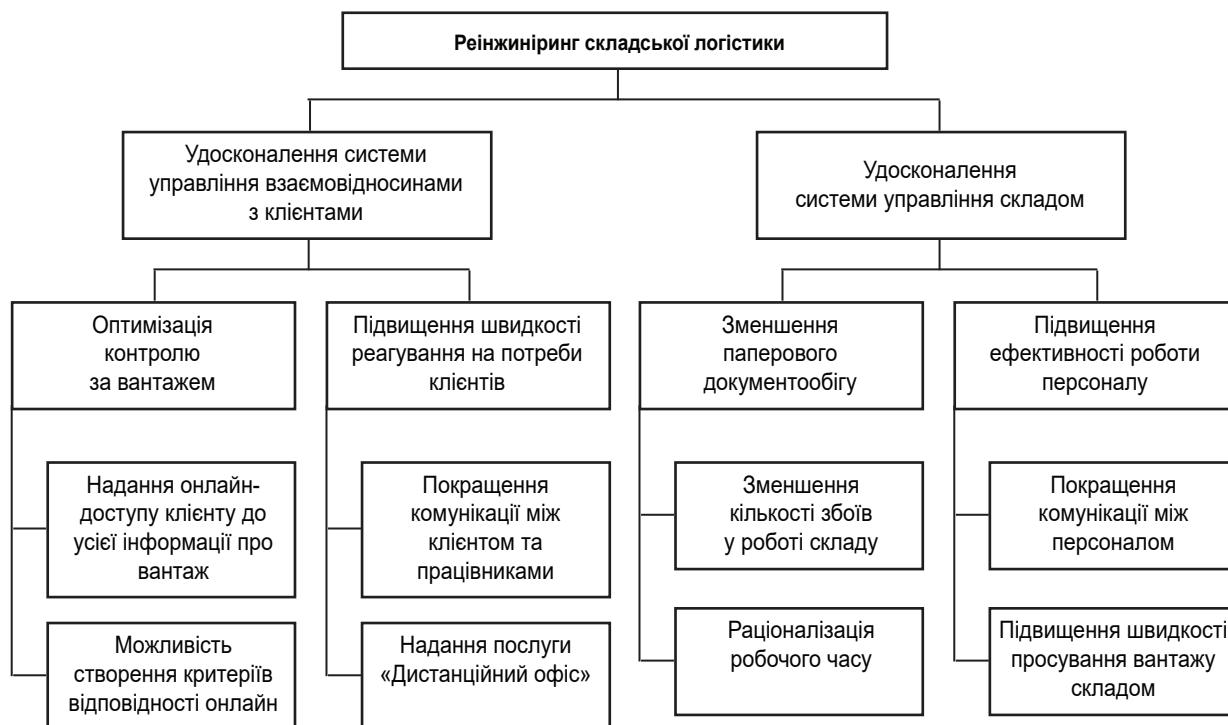 Реінжиніринг складської логістики
Удосконалення системи
управління взаємовідносинами
з клієнтами
Удосконалення
системи управління складом
Оптимізація
контролю
за вантажем
Підвищення швидкості
реагування на потреби
клієнтів
Зменшення
паперового
документообігу
Підвищення
ефективності роботи
персоналу
Надання онлайн-
доступу клієнту до
усієї інформації про
вантаж
Покращення
комунікації між
клієнтом та
працівниками
Зменшення
кількості збоїв
у роботі складу
Покращення
комунікації між
персоналом
Можливість
створення критеріїв
відповідності онлайн
Надання послуги
«Дистанційний офіс»
Раціоналізація
робочого часу
Підвищення швидкості
просування вантажу
складом